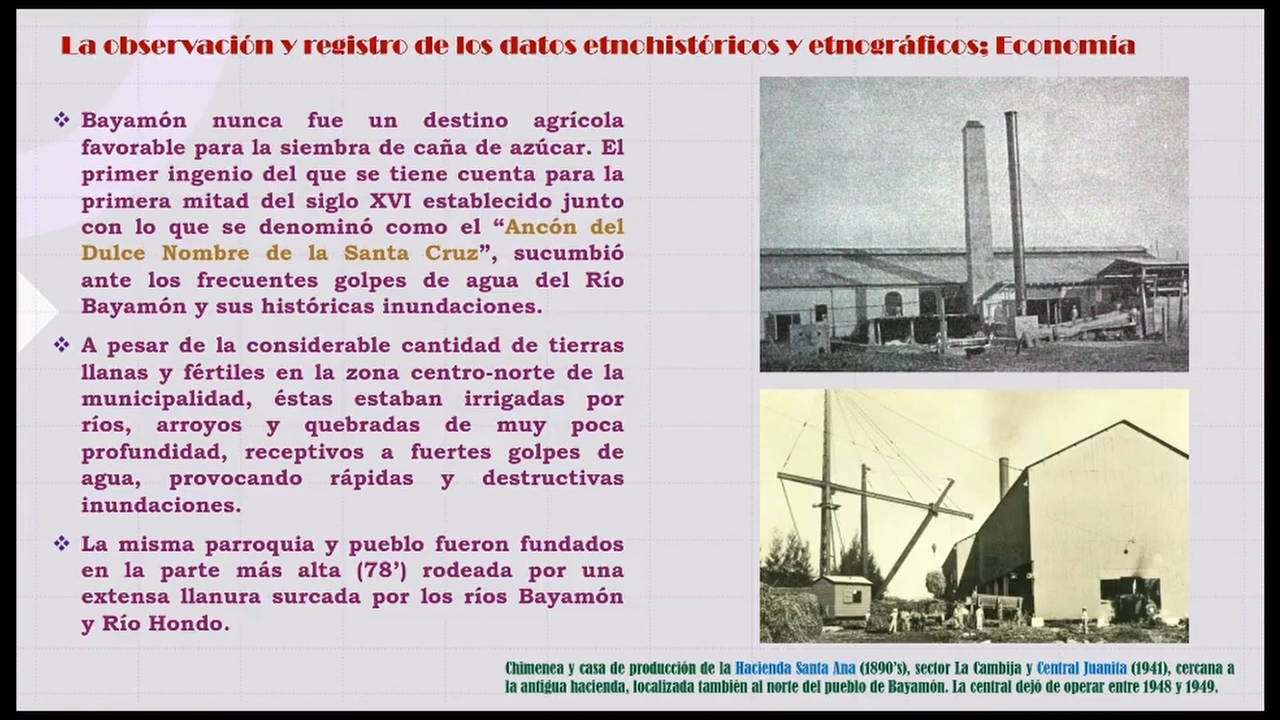 La observación y registro de los datos etnohistóricos y etnográficos; Economía
Bayamón nunca fue un destino agrícola
favorable para la siembra de caña de azúcar. El
primer ingenio del que se tiene cuenta para la
primera mitad del siglo XVI establecido junto
con lo que se denominó como el “Ancón del
Dulce Nombre de la Santa Cruz”, sucumbió
ante los frecuentes golpes de agua del Río
Bayamón y sus históricas inundaciones.
A pesar de la considerable cantidad de tierras
llanas y fértiles en la zona centro-norte de la
municipalidad, éstas estaban irrigadas por
ríos, arroyos y quebradas de muy poca
profundidad, receptivos a fuertes golpes de
agua, provocando rápidas y destructivas
inundaciones.
La misma parroquia y pueblo fueron fundados
en la parte más alta (78’) rodeada por una
extensa llanura surcada por los ríos Bayamón
y Río Hondo.
Chimenea y casa de producción de la Hacienda Santa Ana (1890’s), sector La Cambija y Central Juanita (1941), cercana a
la antigua hacienda, localizada también al norte del pueblo de Bayamón. La central dejó de operar entre 1948 y 1949.